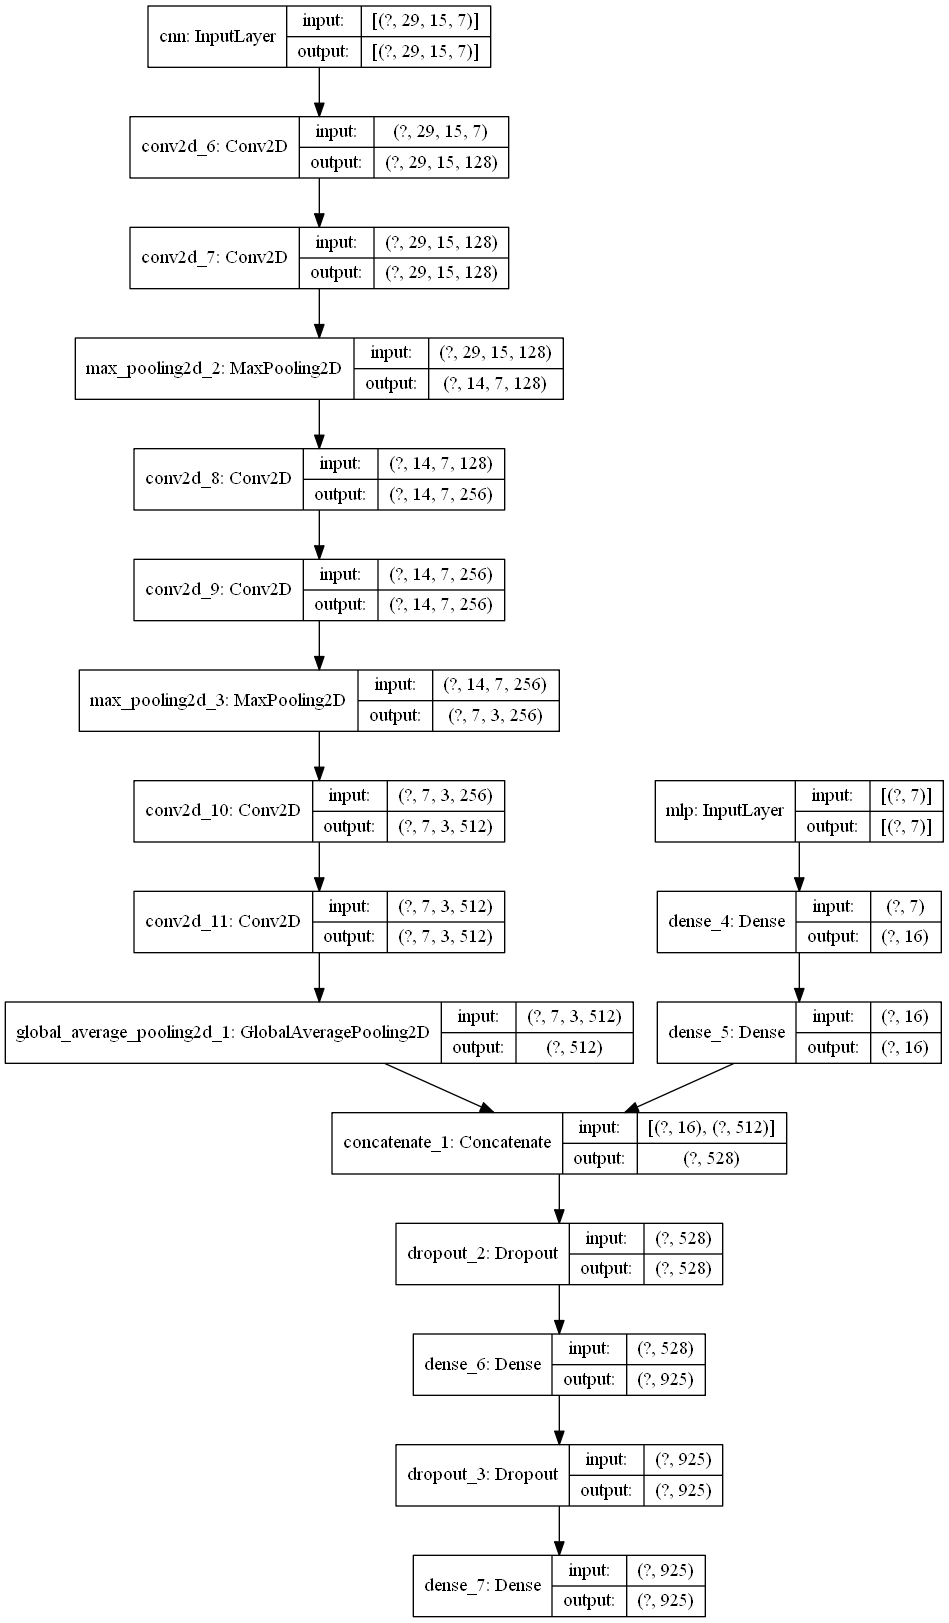 cnn: InputLayer input: [(?, 29, 15, 7)]
output: [(?, 29, 15, 7)]
conv2d_6: Conv2D input: (?, 29, 15, 7)
output: (?, 29, 15, 128)
conv2d_7: Conv2D input: (?, 29, 15, 128)
output: (?, 29, 15, 128)
max_pooling2d_2: MaxPooling2D input: (?, 29, 15, 128)
output: (?, 14, 7, 128)
conv2d_8: Conv2D input: (?, 14, 7, 128)
output: (?, 14, 7, 256)
conv2d_9: Conv2D input: (?, 14, 7, 256)
output: (?, 14, 7, 256)
max_pooling2d_3: MaxPooling2D input: (?, 14, 7, 256)
output: (?, 7, 3, 256)
conv2d_10: Conv2D input: (?, 7, 3, 256)
output: (?, 7, 3, 512)
mlp: InputLayer input: [(?, 7)]
output: [(?, 7)]
conv2d_11: Conv2D input: (?, 7, 3, 512)
output: (?, 7, 3, 512)
dense_4: Dense input: (?, 7)
output: (?, 16)
global_average_pooling2d_1: GlobalAveragePooling2D input: (?, 7, 3, 512)
output: (?, 512)
dense_5: Dense input: (?, 16)
output: (?, 16)
concatenate_1: Concatenate input: [(?, 16), (?, 512)]
output: (?, 528)
dropout_2: Dropout input: (?, 528)
output: (?, 528)
dense_6: Dense input: (?, 528)
output: (?, 925)
dropout_3: Dropout input: (?, 925)
output: (?, 925)
dense_7: Dense input: (?, 925)
output: (?, 925)